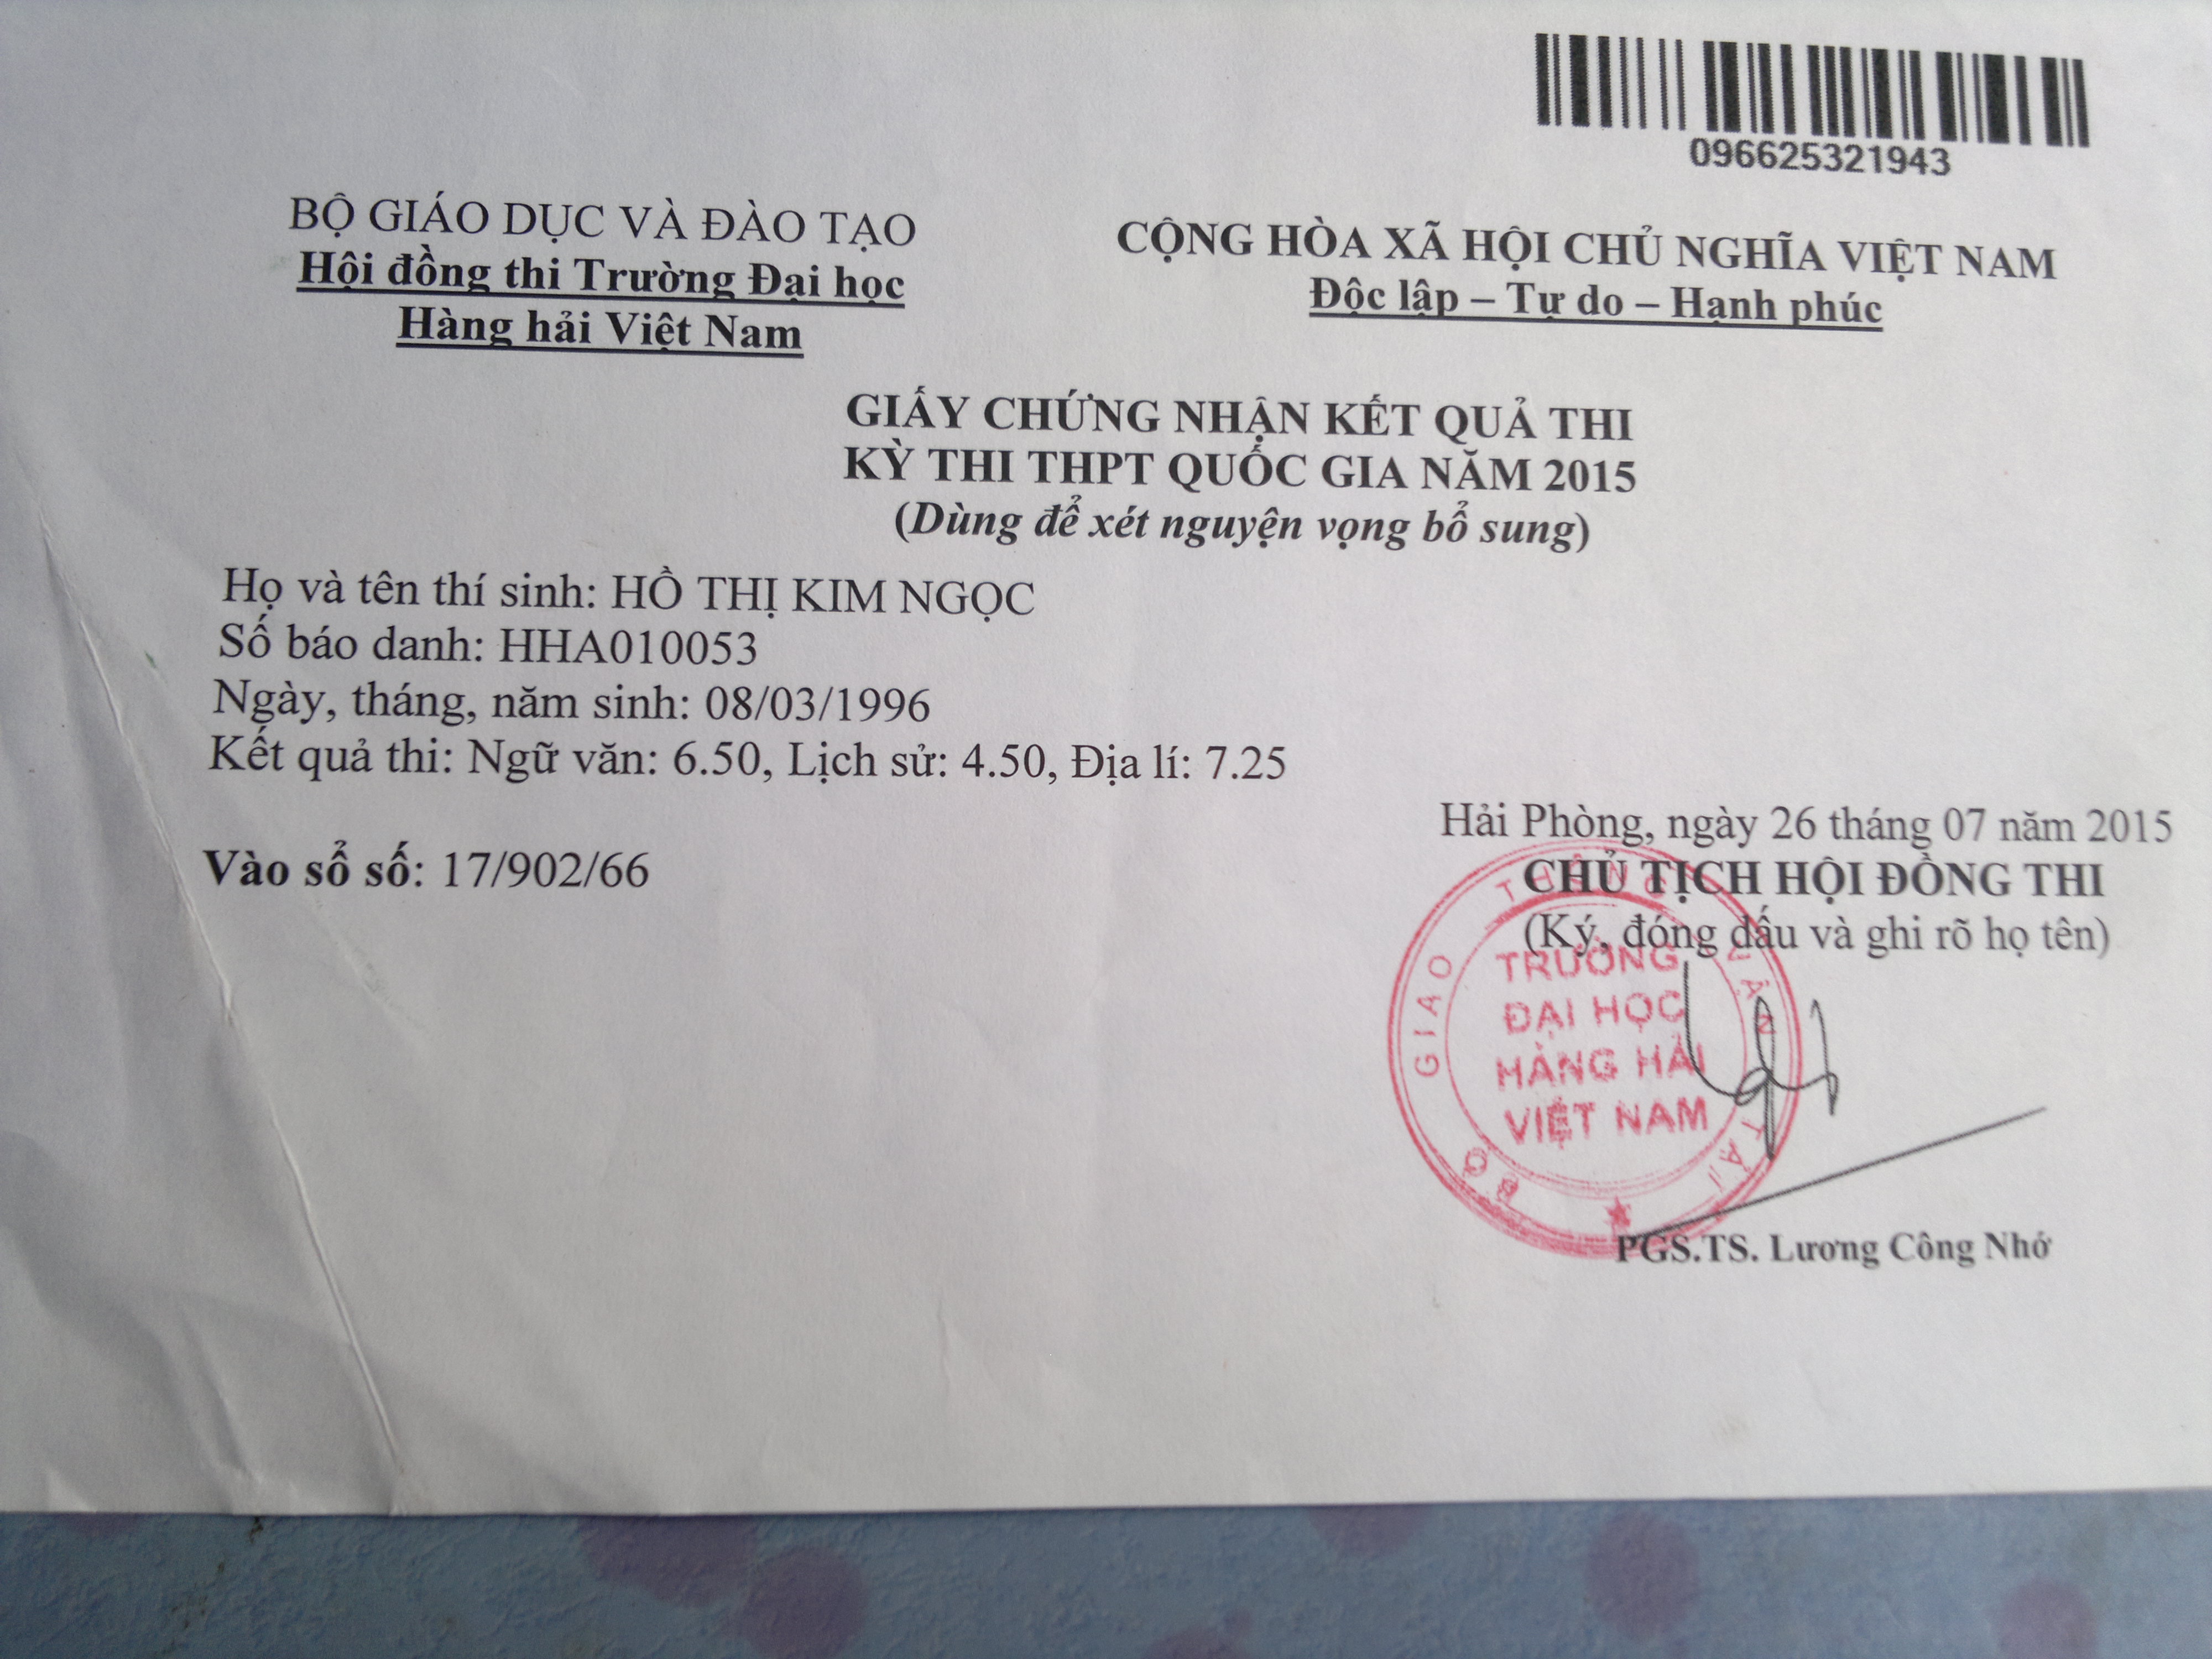 096625321943
BỘ GIÁO DỤC VÀ ĐÀO TẠO
Hội đồng thi Trường Đại học
Hàng hải Việt Nam
CỘNG HÒA XÃ HỘI CHỦ NGHĨA VIỆT NAM
Độc lập – Tự do – Hạnh phúc
GIẤY CHỨNG NHẬN KẾT QUẢ THI
KỲ THI THPT QUỐC GIA NĂM 2015
(Dùng để xét nguyện vọng bổ sung)
Họ và tên thí sinh: HỒ THỊ KIM NGỌC
Số báo danh: HHA010053
Ngày, tháng, năm sinh: 08/03/1996
Kết quả thi: Ngữ văn: 6.50, Lịch sử: 4.50, Địa lí: 7.25
Vào sổ số: 17/902/66
Hải Phòng, ngày 26 tháng 07 năm 2015
CHỦ TỊCH HỘI ĐỒNG THI
(Ký, đóng dấu và ghi rõ họ tên)
BỘ GIAO THÔNG VẬN TẢI
TRƯỜNG
ĐẠI HỌC
HÀNG HẢI
VIỆT NAM
PGS.TS. Lương Công Nhớ